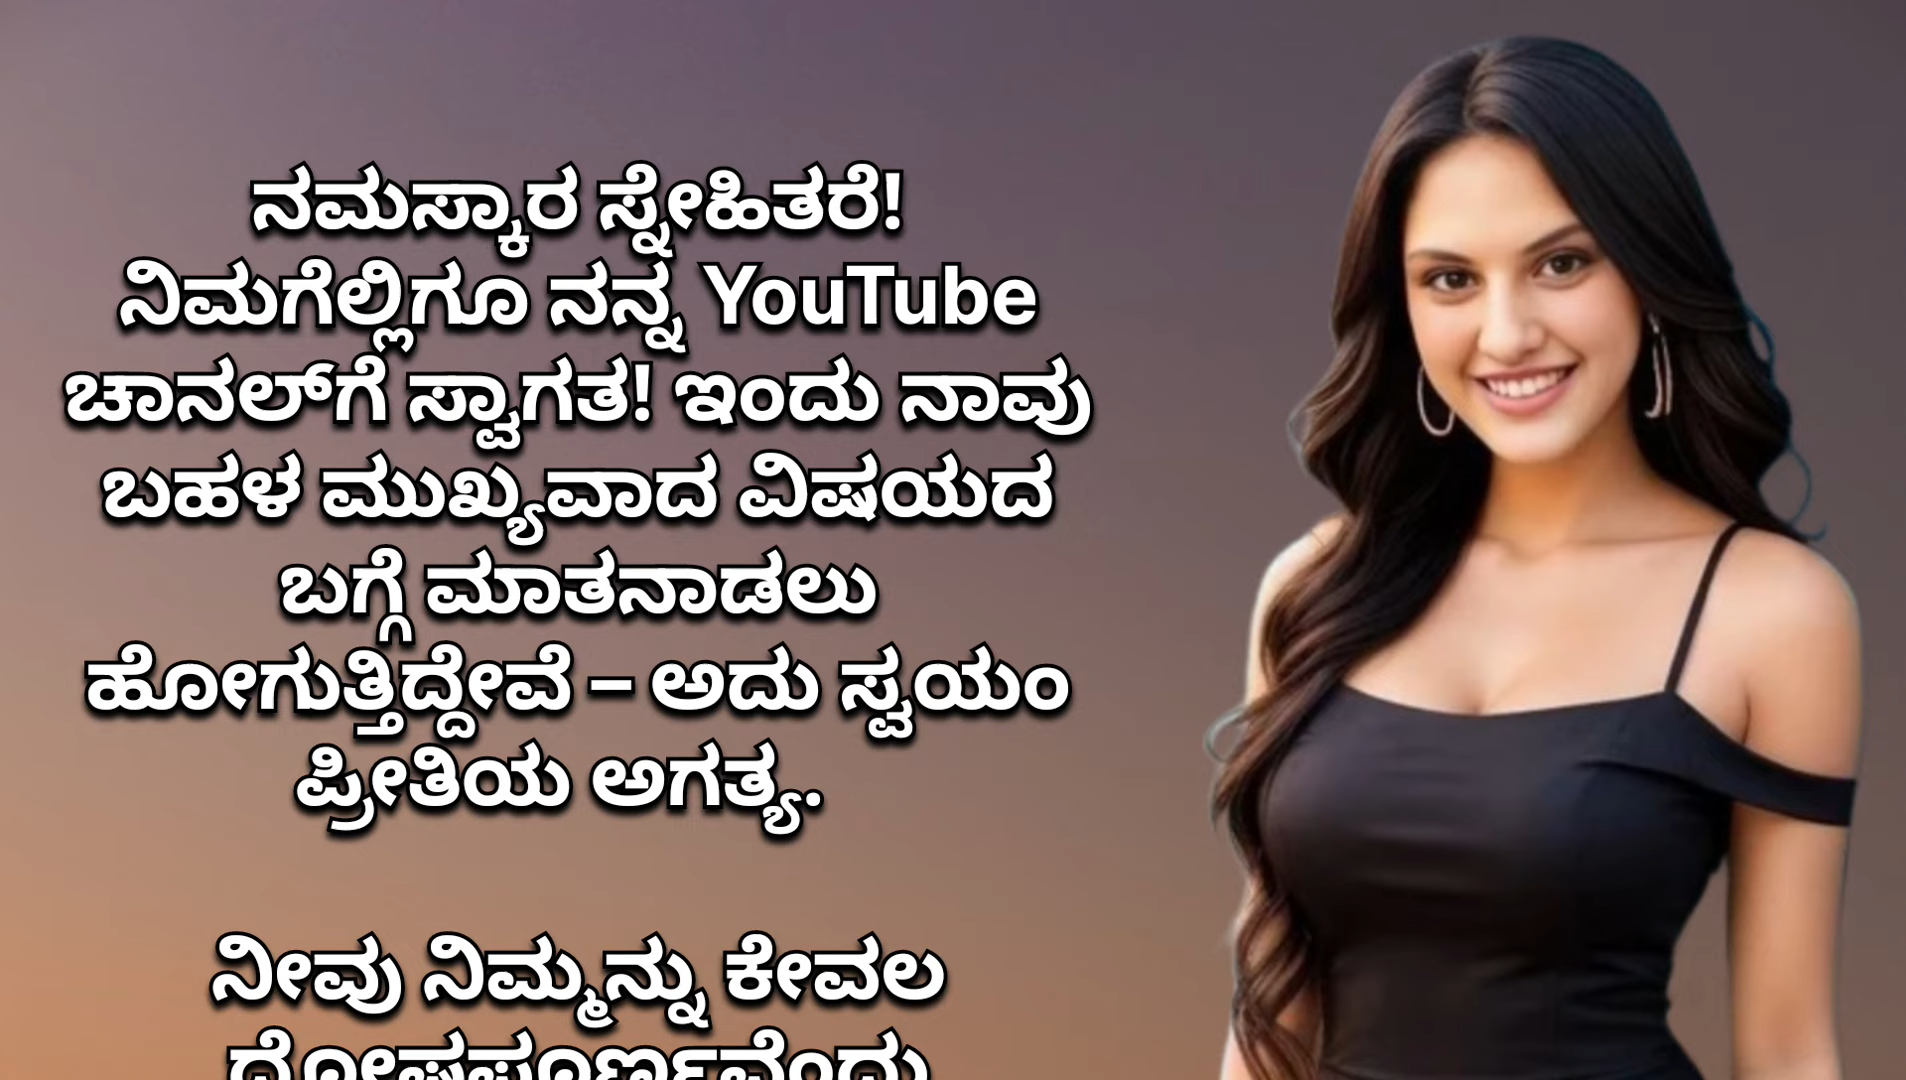 ನಮಸ್ಕಾರ ಸ್ನೇಹಿತರೆ!
ನಿಮಗೆಲ್ಲಿಗೂ ನನ್ನ YouTube
ಚಾನಲ್‌ಗೆ ಸ್ವಾಗತ! ಇಂದು ನಾವು
ಬಹಳ ಮುಖ್ಯವಾದ ವಿಷಯದ
ಬಗ್ಗೆ ಮಾತನಾಡಲು
ಹೋಗುತ್ತಿದ್ದೇವೆ – ಅದು ಸ್ವಯಂ
ಪ್ರೀತಿಯ ಅಗತ್ಯ.
ನೀವು ನಿಮ್ಮನ್ನು ಕೇವಲ